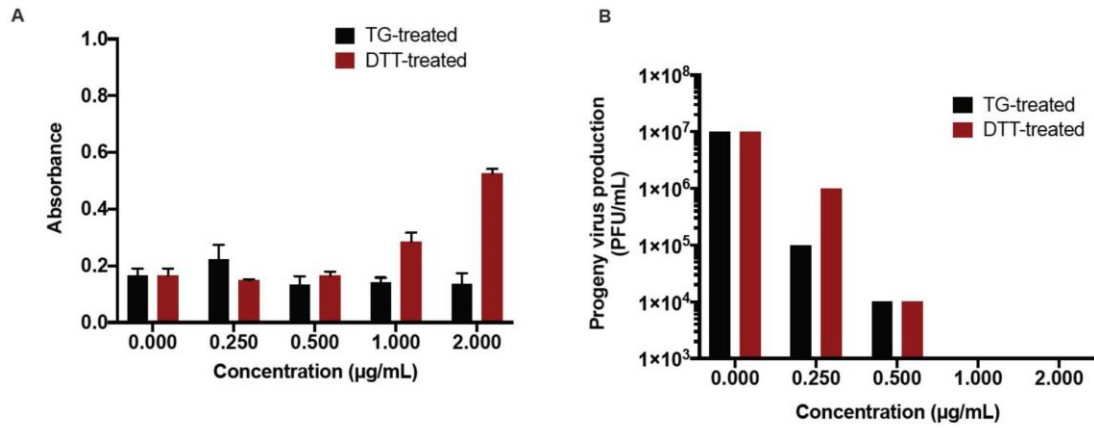 A
TG-treated
DTT-treated
1.0
0.8
0.6
0.4
0.2
0.0
Absorbance
0.000 0.250 0.500 1.000 2.000
Concentration (µg/mL)
B
TG-treated
DTT-treated
1×10⁸
1×10⁷
1×10⁶
1×10⁵
1×10⁴
1×10³
Progeny virus production
(PFU/mL)
0.000 0.250 0.500 1.000 2.000
Concentration (µg/mL)